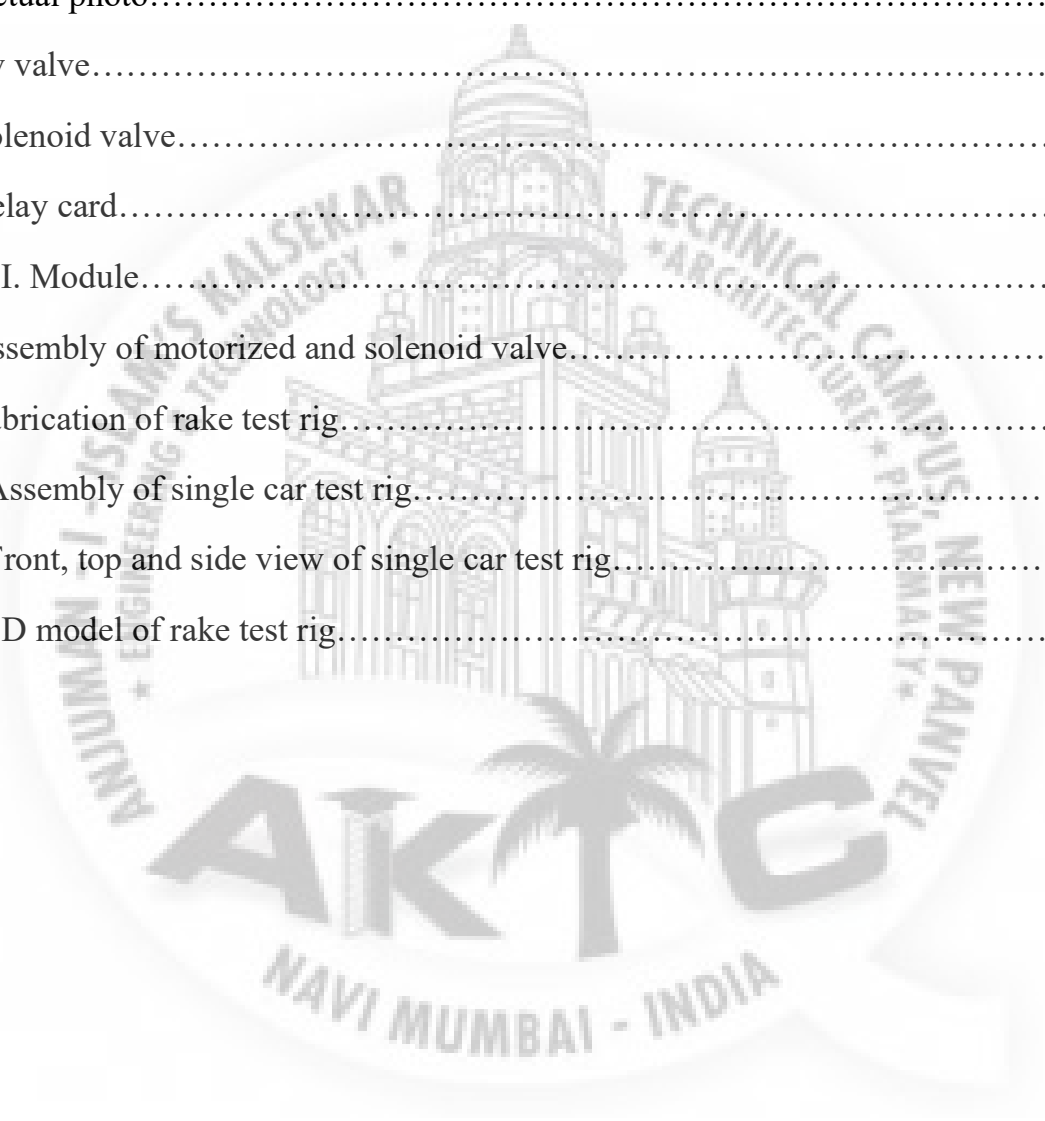 ctual photo……………………………………………
y valve……………………………………………
olenoid valve……………………………………………
elay card……………………………………………
I. Module……………………………………………
ssembly of motorized and solenoid valve……………………………
abrication of rake test rig……………………………………
Assembly of single car test rig……………………………………
Front, top and side view of single car test rig……………………………
D model of rake test rig……………………………………
ANJUMAN - I - ISLAM'S KALSEKAR TECHNICAL CAMPUS, NEW PANVEL
* ENGINEERING & TECHNOLOGY * *ARCHITECTURE * PHARMACY*
AKTC
NAVI MUMBAI - INDIA